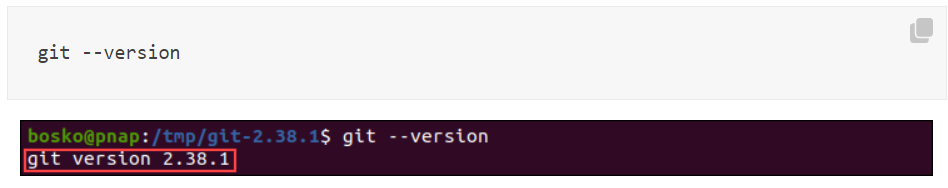 git --version
bosko@pnap:/tmp/git-2.38.1$ git --version
git version 2.38.1